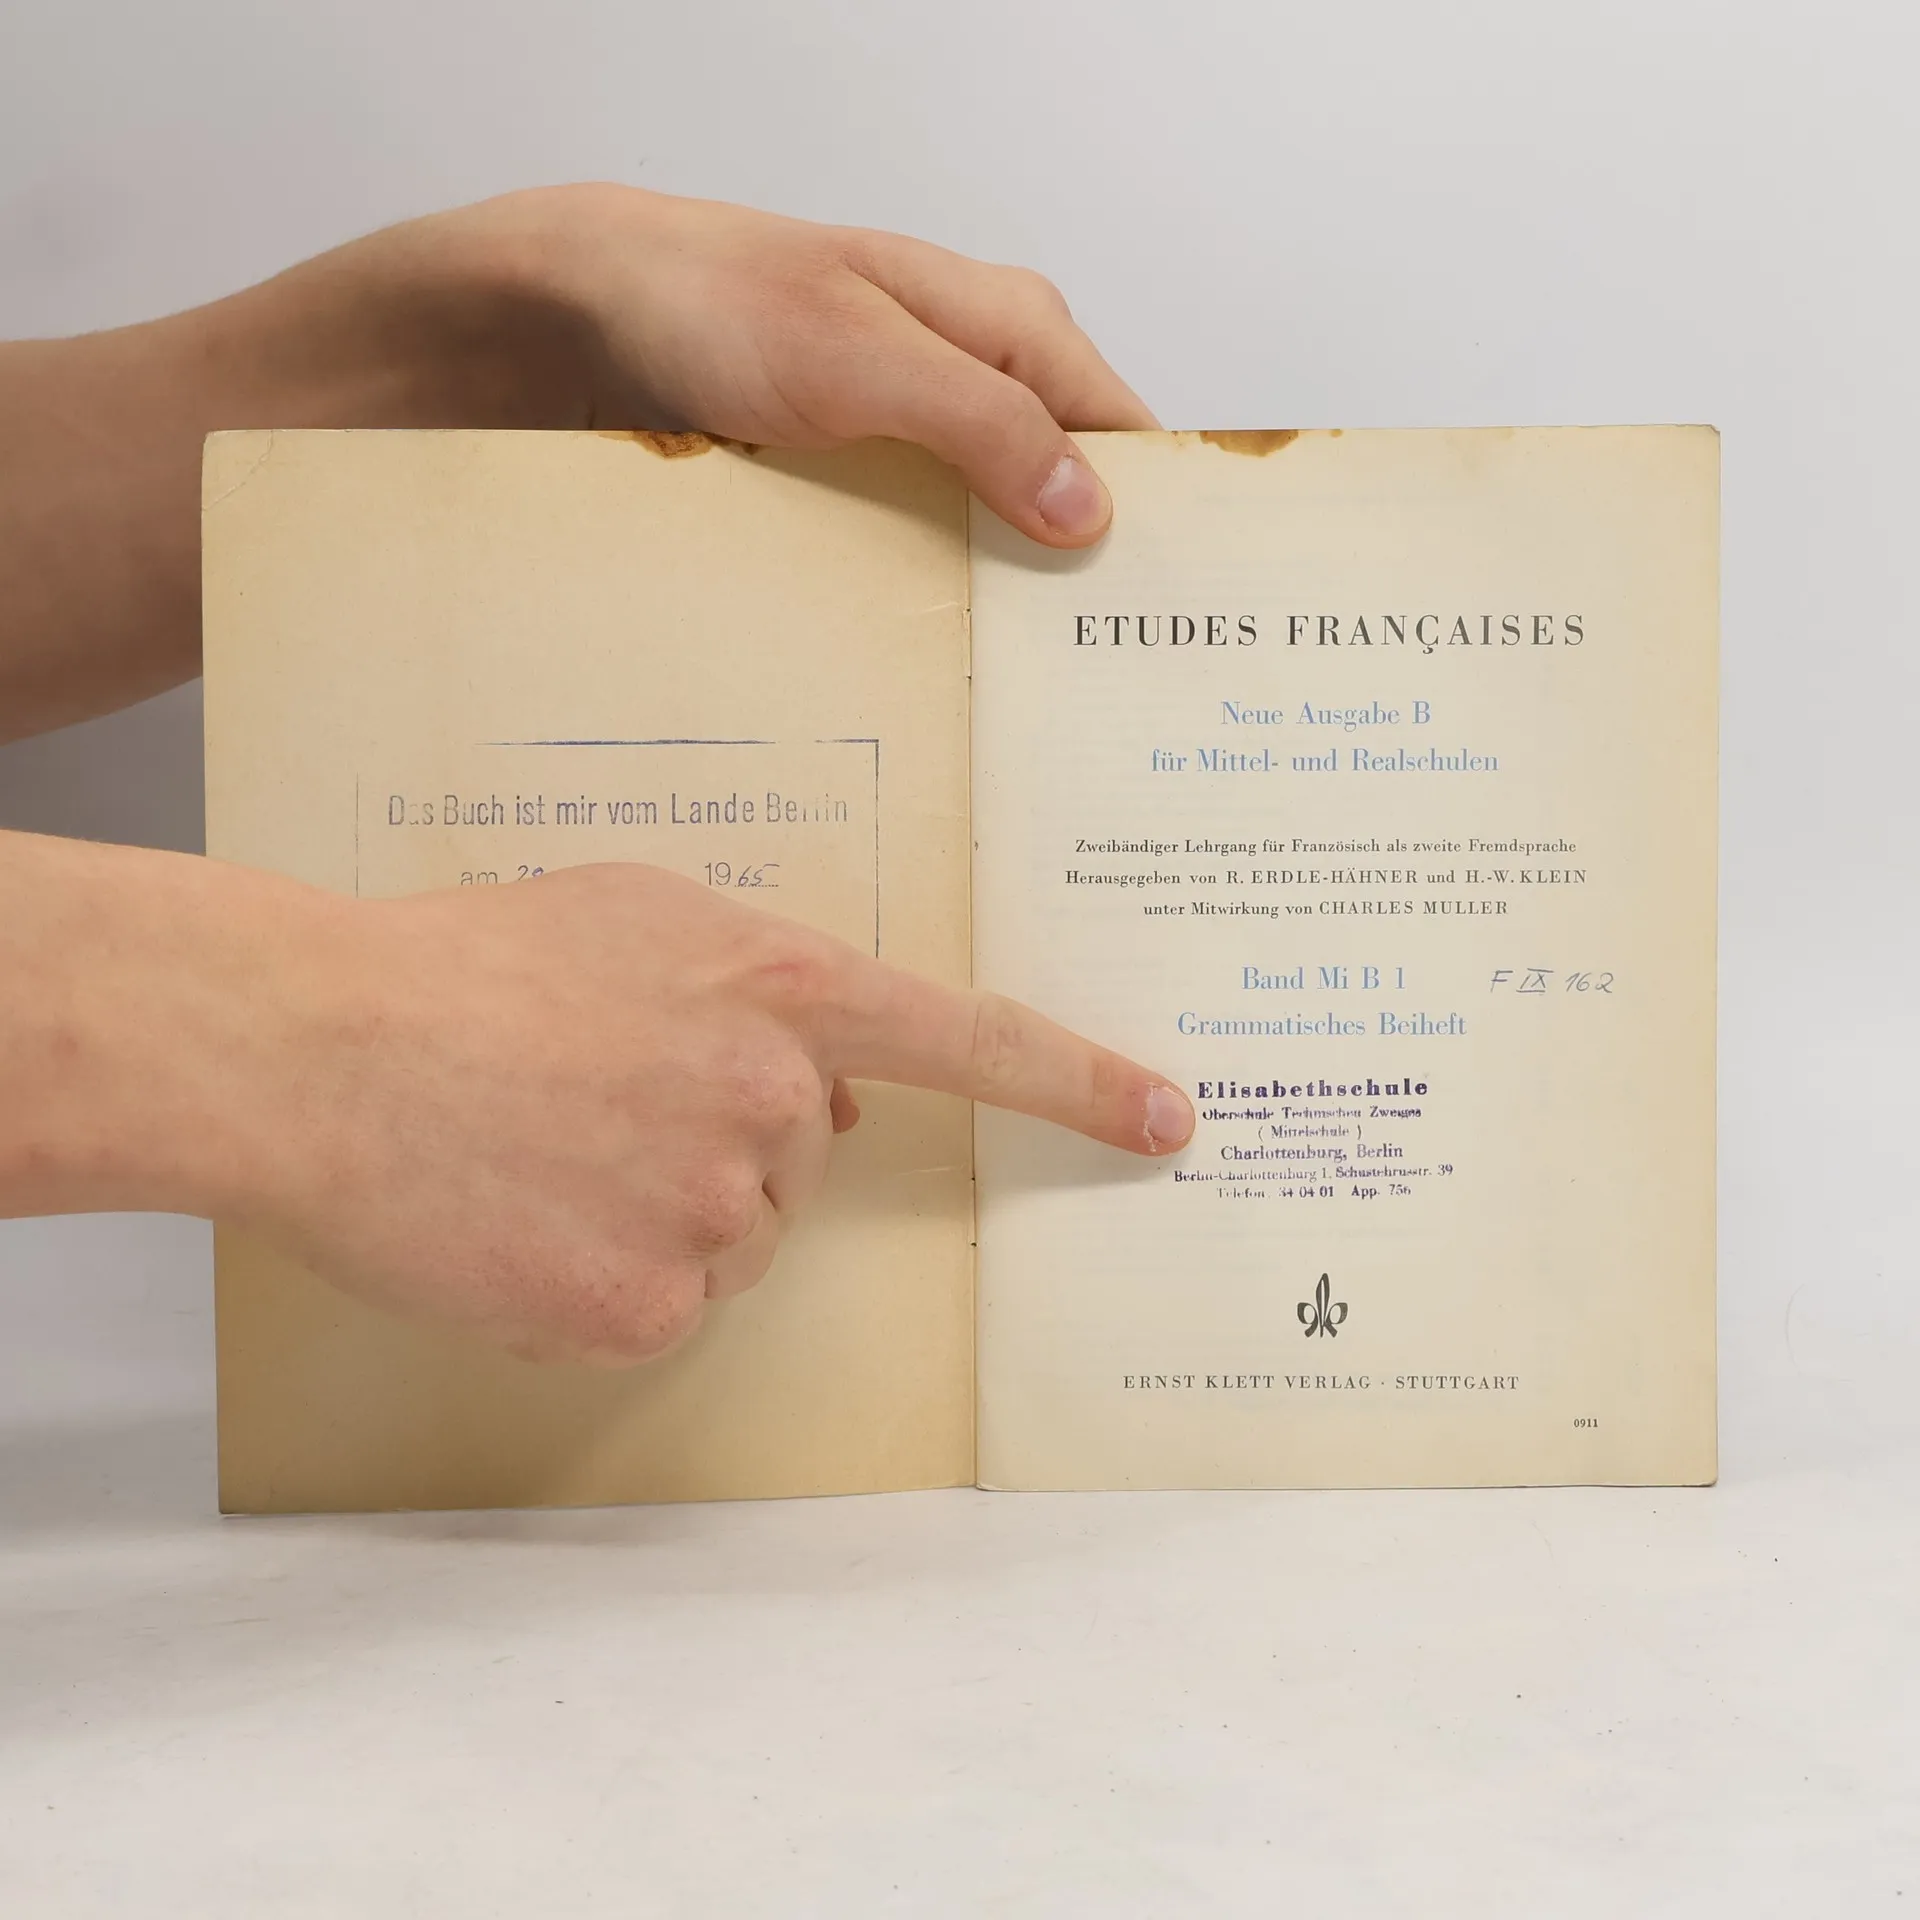 Das Buch ist mir vom Lande Berlin
am 1965
ETUDES FRANÇAISES
Neue Ausgabe B
für Mittel- und Realschulen
Zweibändiger Lehrgang für Französisch als zweite Fremdsprache
Herausgegeben von R. ERDLE-HÄHNER und H.-W. KLEIN
unter Mitwirkung von CHARLES MULLER
Band Mi B 1 F IX 162
Grammatisches Beiheft
Elisabethschule
Oberschule Technischen Zweiges
( Mittelschule )
Charlottenburg, Berlin
Berlin-Charlottenburg 1, Schustehrusstr. 39
Telefon: 34 04 01 App. 756
ERNST KLETT VERLAG · STUTTGART
0911